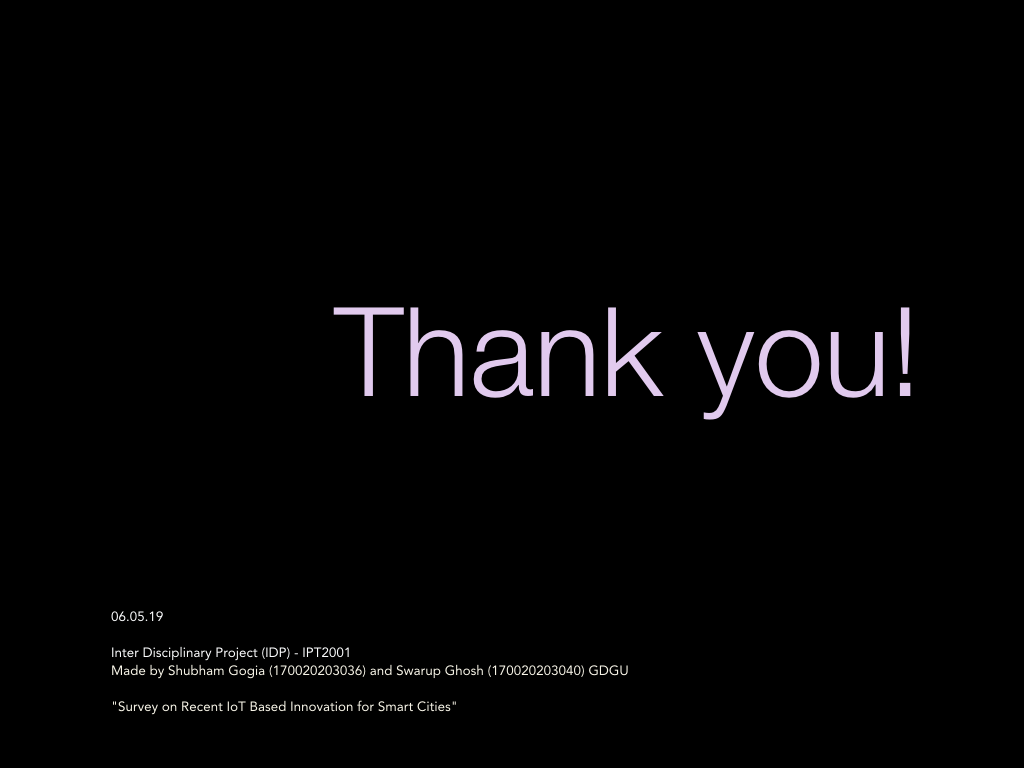 Thank you!
06.05.19
Inter Disciplinary Project (IDP) - IPT2001
Made by Shubham Gogia (170020203036) and Swarup Ghosh (170020203040) GDGU
"Survey on Recent IoT Based Innovation for Smart Cities"